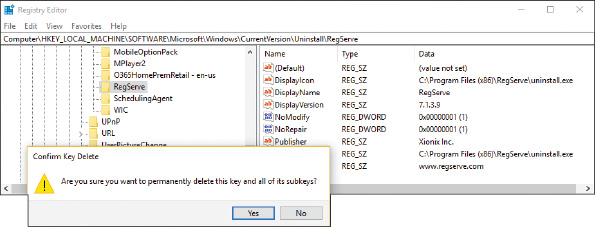 Registry Editor
File Edit View Favorites Help
Computer\HKEY_LOCAL_MACHINE\SOFTWARE\Microsoft\Windows\CurrentVersion\Uninstall\RegServe
MobileOptionPack
MPlayer2
O365HomePremRetail - en-us
RegServe
SchedulingAgent
WIC
UPnP
URL
UserPictureChange
Name Type Data
(Default) REG_SZ (value not set)
DisplayIcon REG_SZ C:\Program Files (x86)\RegServe\uninstall.exe
DisplayName REG_SZ RegServe
DisplayVersion REG_SZ 7.1.3.9
NoModify REG_DWORD 0x00000001 (1)
NoRepair REG_DWORD 0x00000001 (1)
Publisher REG_SZ Xionix Inc.
REG_SZ C:\Program Files (x86)\RegServe\uninstall.exe
REG_SZ www.regserve.com
Confirm Key Delete
Are you sure you want to permanently delete this key and all of its subkeys?
Yes No